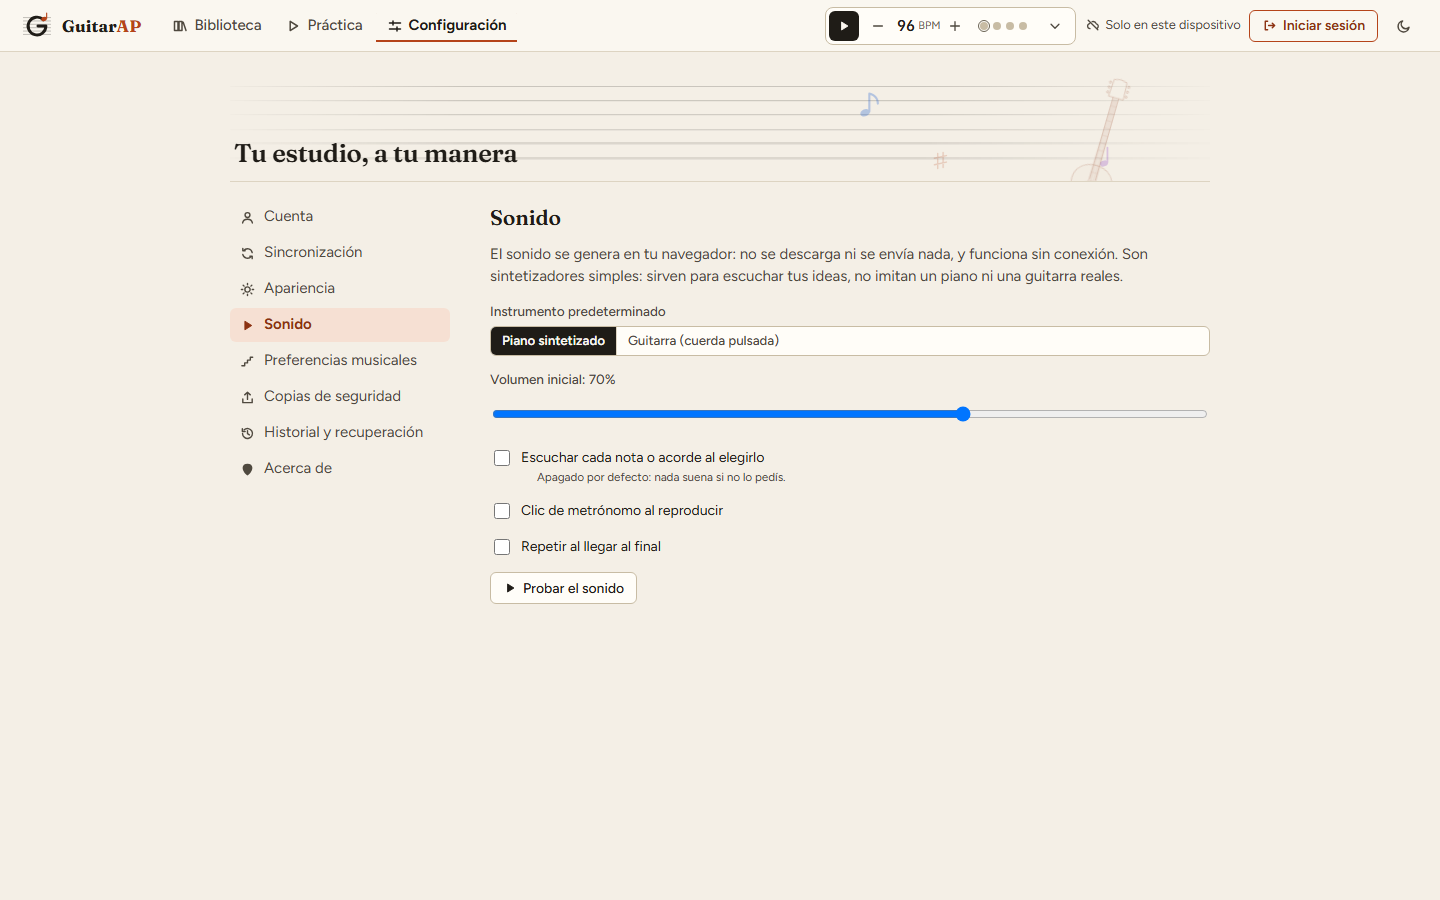 GuitarAP
Biblioteca
Práctica
Configuración
96 BPM
Solo en este dispositivo
Iniciar sesión
Tu estudio, a tu manera
Cuenta
Sincronización
Apariencia
Sonido
Preferencias musicales
Copias de seguridad
Historial y recuperación
Acerca de
Sonido
El sonido se genera en tu navegador: no se descarga ni se envía nada, y funciona sin conexión. Son
sintetizadores simples: sirven para escuchar tus ideas, no imitan un piano ni una guitarra reales.
Instrumento predeterminado
Piano sintetizado
Guitarra (cuerda pulsada)
Volumen inicial: 70%
Escuchar cada nota o acorde al elegirlo
Apagado por defecto: nada suena si no lo pedís.
Clic de metrónomo al reproducir
Repetir al llegar al final
Probar el sonido